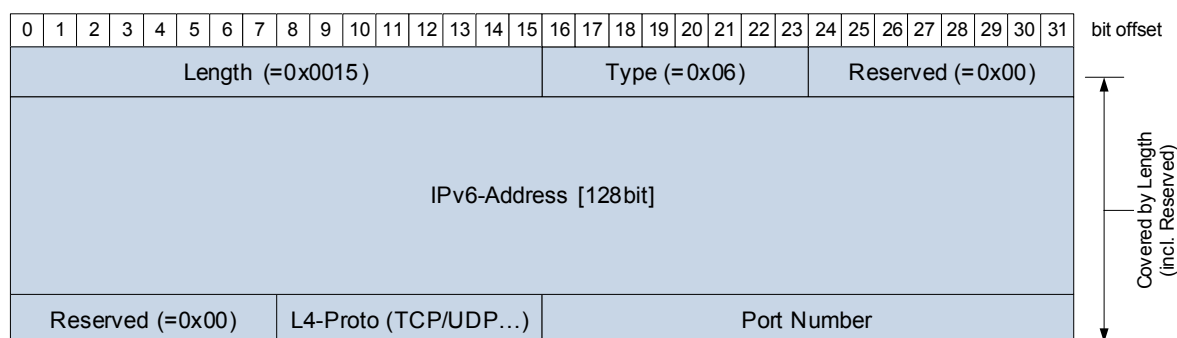 0 1 2 3 4 5 6 7 8 9 10 11 12 13 14 15 16 17 18 19 20 21 22 23 24 25 26 27 28 29 30 31 bit offset
Length (=0x0015) Type (=0x06) Reserved (=0x00)
IPv6-Address [128bit]
Covered by Length
(incl. Reserved)
Reserved (=0x00) L4-Proto (TCP/UDP...) Port Number